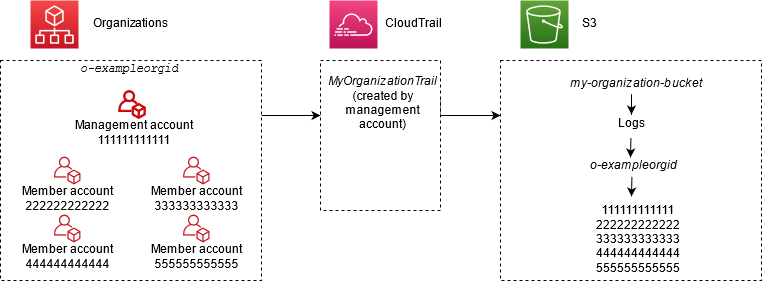 Organizations
CloudTrail
S3
o-exampleorgid
Management account
111111111111
Member account
222222222222
Member account
333333333333
Member account
444444444444
Member account
555555555555
MyOrganizationTrail
(created by
management
account)
my-organization-bucket
Logs
o-exampleorgid
111111111111
222222222222
333333333333
444444444444
555555555555